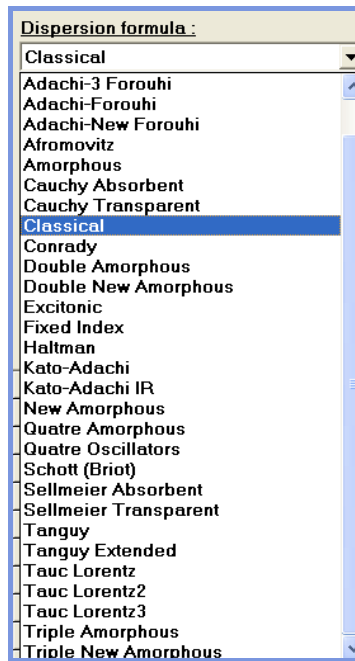 Dispersion formula :
Classical
Adachi-3 Forouhi
Adachi-Forouhi
Adachi-New Forouhi
Afromovitz
Amorphous
Cauchy Absorbent
Cauchy Transparent
Classical
Conrady
Double Amorphous
Double New Amorphous
Excitonic
Fixed Index
Haltman
Kato-Adachi
Kato-Adachi IR
New Amorphous
Quatre Amorphous
Quatre Oscillators
Schott (Briot)
Sellmeier Absorbent
Sellmeier Transparent
Tanguy
Tanguy Extended
Tauc Lorentz
Tauc Lorentz2
Tauc Lorentz3
Triple Amorphous
Triple New Amorphous